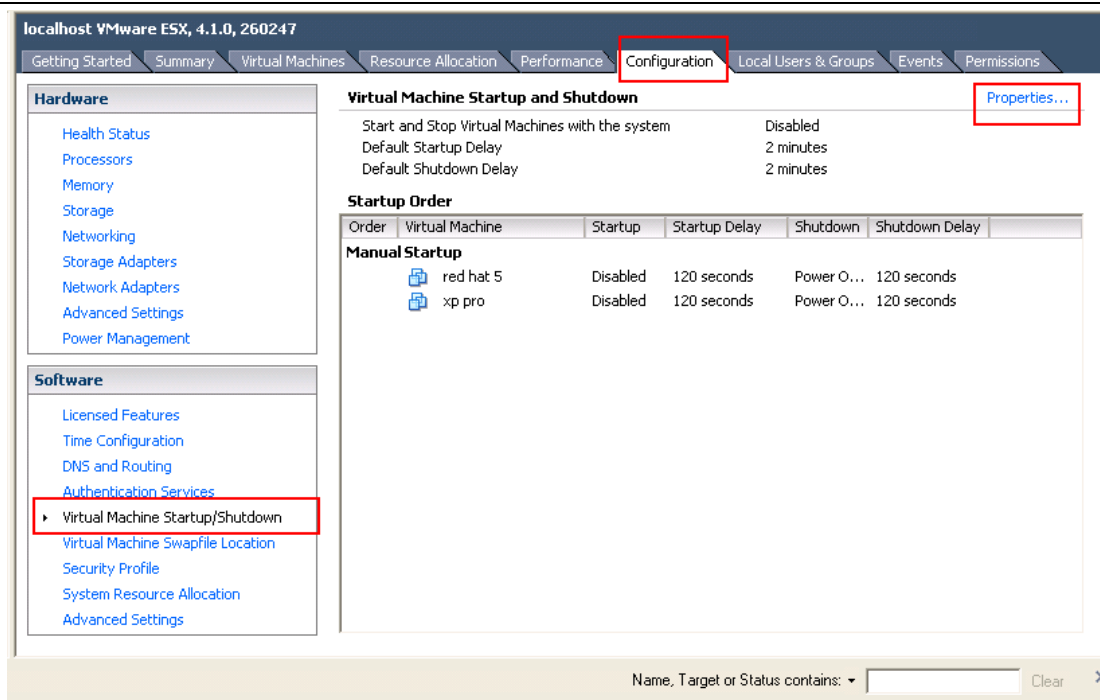 localhost VMware ESX, 4.1.0, 260247
Getting Started Summary Virtual Machines Resource Allocation Performance Configuration Local Users & Groups Events Permissions
Hardware
Health Status
Processors
Memory
Storage
Networking
Storage Adapters
Network Adapters
Advanced Settings
Power Management
Software
Licensed Features
Time Configuration
DNS and Routing
Authentication Services
Virtual Machine Startup/Shutdown
Virtual Machine Swapfile Location
Security Profile
System Resource Allocation
Advanced Settings
Virtual Machine Startup and Shutdown Properties...
Start and Stop Virtual Machines with the system Disabled
Default Startup Delay 2 minutes
Default Shutdown Delay 2 minutes
Startup Order
Order Virtual Machine Startup Startup Delay Shutdown Shutdown Delay
Manual Startup
red hat 5 Disabled 120 seconds Power O... 120 seconds
xp pro Disabled 120 seconds Power O... 120 seconds
Name, Target or Status contains: Clear